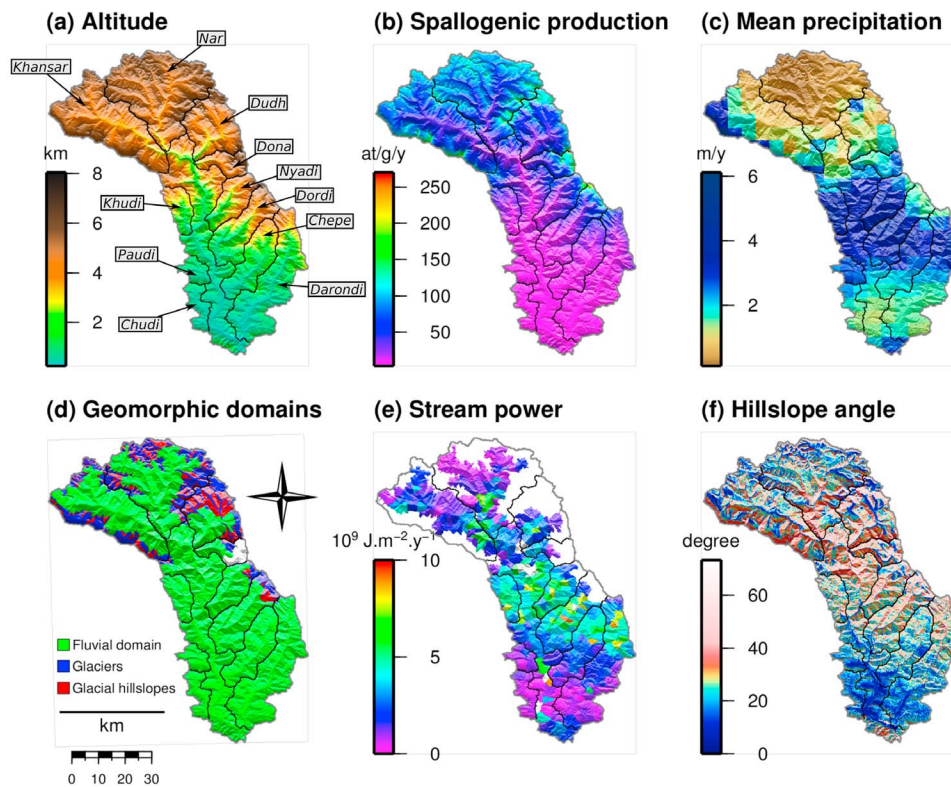 (a) Altitude
Nar
Khansar
Dudh
Dona
Nyadi
Dordi
Khudi
Chepe
Paudi
Darondi
Chudi
km
8
6
4
2
(b) Spallogenic production
at/g/y
250
200
150
100
50
(c) Mean precipitation
m/y
6
4
2
(d) Geomorphic domains
Fluvial domain
Glaciers
Glacial hillslopes
km
0 10 20 30
(e) Stream power
10⁹ J.m⁻².y⁻¹
10
5
0
(f) Hillslope angle
degree
60
40
20
0